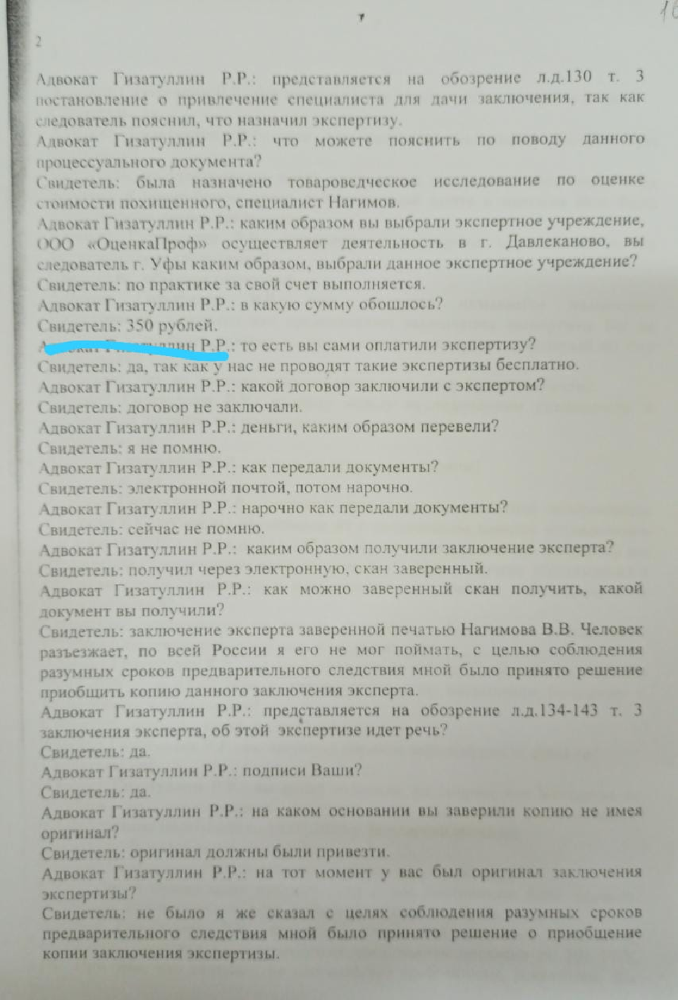 2
Адвокат Гизатуллин Р.Р.: представляется на обозрение л.д.130 т. 3
постановление о привлечение специалиста для дачи заключения, так как
следователь пояснил, что назначил экспертизу.
Адвокат Гизатуллин Р.Р.: что можете пояснить по поводу данного
процессуального документа?
Свидетель: была назначено товароведческое исследование по оценке
стоимости похищенного, специалист Нагимов.
Адвокат Гизатуллин Р.Р.: каким образом вы выбрали экспертное учреждение,
ООО «ОценкаПроф» осуществляет деятельность в г. Давлеканово, вы
следователь г. Уфы каким образом, выбрали данное экспертное учреждение?
Свидетель: по практике за свой счет выполняется.
Адвокат Гизатуллин Р.Р.: в какую сумму обошлось?
Свидетель: 350 рублей.
Адвокат Гизатуллин Р.Р.: то есть вы сами оплатили экспертизу?
Свидетель: да, так как у нас не проводят такие экспертизы бесплатно.
Адвокат Гизатуллин Р.Р.: какой договор заключили с экспертом?
Свидетель: договор не заключали.
Адвокат Гизатуллин Р.Р.: деньги, каким образом перевели?
Свидетель: я не помню.
Адвокат Гизатуллин Р.Р.: как передали документы?
Свидетель: электронной почтой, потом нарочно.
Адвокат Гизатуллин Р.Р.: нарочно как передали документы?
Свидетель: сейчас не помню.
Адвокат Гизатуллин Р.Р.: каким образом получили заключение эксперта?
Свидетель: получил через электронную, скан заверенный.
Адвокат Гизатуллин Р.Р.: как можно заверенный скан получить, какой
документ вы получили?
Свидетель: заключение эксперта заверенной печатью Нагимова В.В. Человек
разъезжает, по всей России я его не мог поймать, с целью соблюдения
разумных сроков предварительного следствия мной было принято решение
приобщить копию данного заключения эксперта.
Адвокат Гизатуллин Р.Р.: представляется на обозрение л.д.134-143 т. 3
заключения эксперта, об этой экспертизе идет речь?
Свидетель: да.
Адвокат Гизатуллин Р.Р.: подписи Ваши?
Свидетель: да.
Адвокат Гизатуллин Р.Р.: на каком основании вы заверили копию не имея
оригинал?
Свидетель: оригинал должны были привезти.
Адвокат Гизатуллин Р.Р.: на тот момент у вас был оригинал заключения
экспертизы?
Свидетель: не было я же сказал с целях соблюдения разумных сроков
предварительного следствия мной было принято решение о приобщение
копии заключения экспертизы.